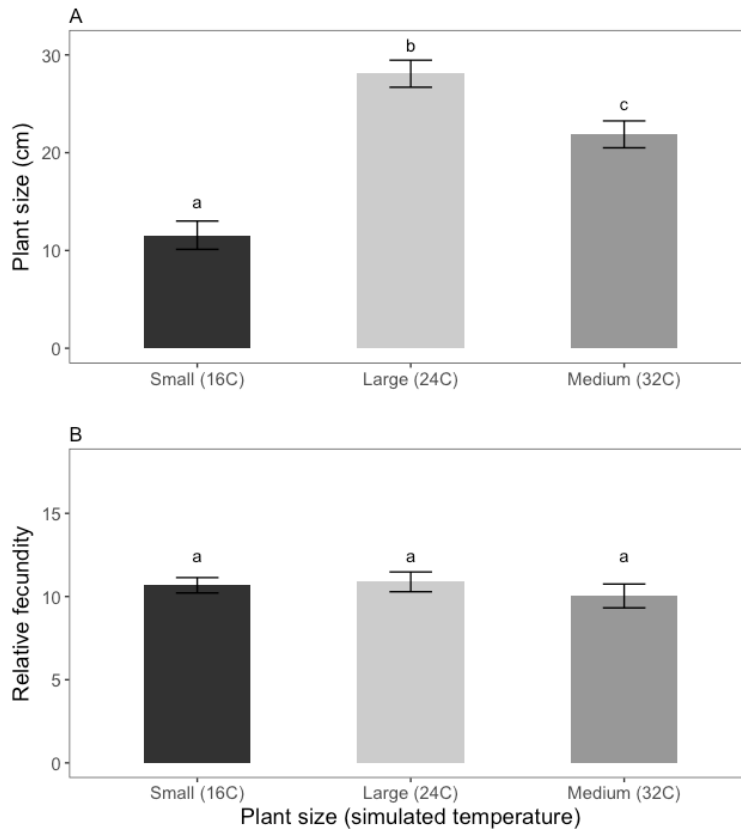 A
Plant size (cm)
30
20
10
0
a
b
c
Small (16C)
Large (24C)
Medium (32C)
B
Relative fecundity
15
10
5
0
a
a
a
Small (16C)
Large (24C)
Medium (32C)
Plant size (simulated temperature)